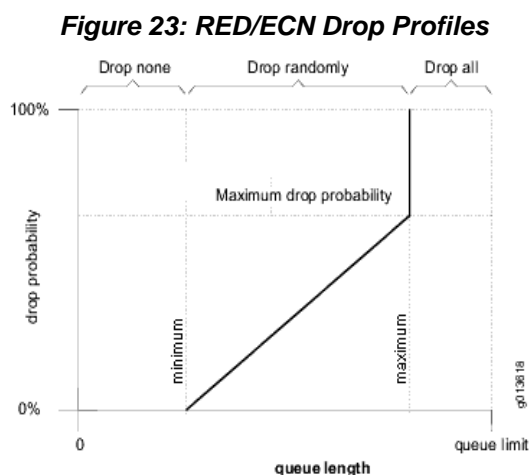 Figure 23: RED/ECN Drop Profiles
Drop none
Drop randomly
Drop all
100%
Maximum drop probability
drop probability
minimum
maximum
g013618
0%
0
queue limit
queue length